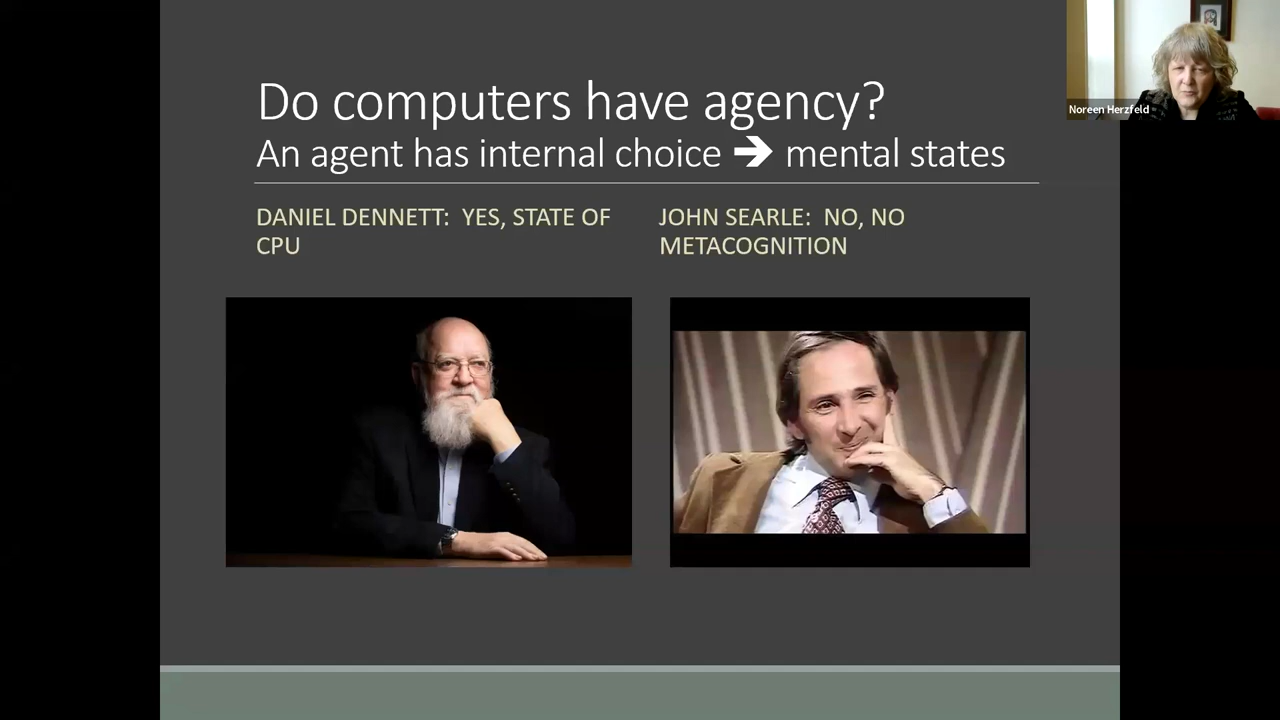 Do computers have agency?
An agent has internal choice 🡺 mental states
DANIEL DENNETT: YES, STATE OF
CPU
JOHN SEARLE: NO, NO
METACOGNITION
Noreen Herzfeld